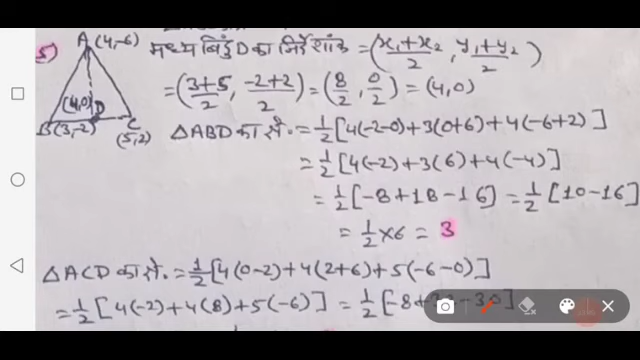 5)
A(4,-6) मध्य बिंदु D का निर्देशांक = (x₁+x₂/2, y₁+y₂/2)
= (3+5/2, -2+2/2) = (8/2, 0/2) = (4,0)
(4,0) D
B(3,-2) C (5,2)
△ABD का क्षे. = 1/2[4(-2-0)+3(0+6)+4(-6+2)]
= 1/2[4(-2)+3(6)+4(-4)]
= 1/2[-8+18-16] = 1/2[10-16]
= 1/2×6 = 3
△ACD का क्षे. = 1/2[4(0-2)+4(2+6)+5(-6-0)]
= 1/2[4(-2)+4(8)+5(-6)] = 1/2[-8+